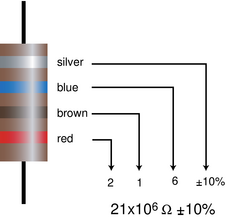 silver
blue
brown
red
2 1 6 ±10%
21x10⁶ Ω ±10%